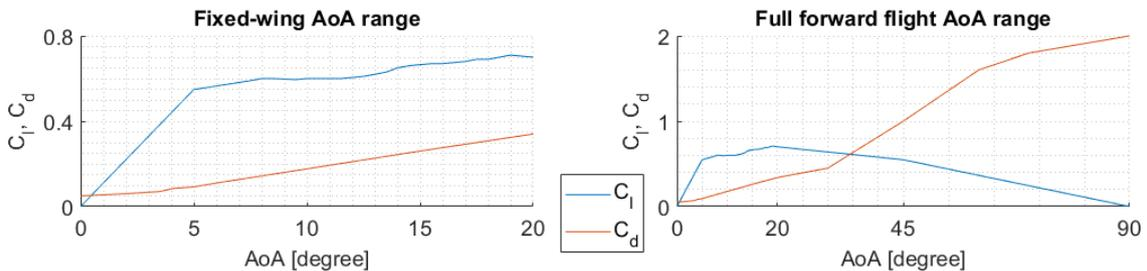 Fixed-wing AoA range
0.8
0.4
0
C_l, C_d
0 5 10 15 20
AoA [degree]
C_l
C_d
Full forward flight AoA range
2
1
0
C_l, C_d
0 20 45 90
AoA [degree]